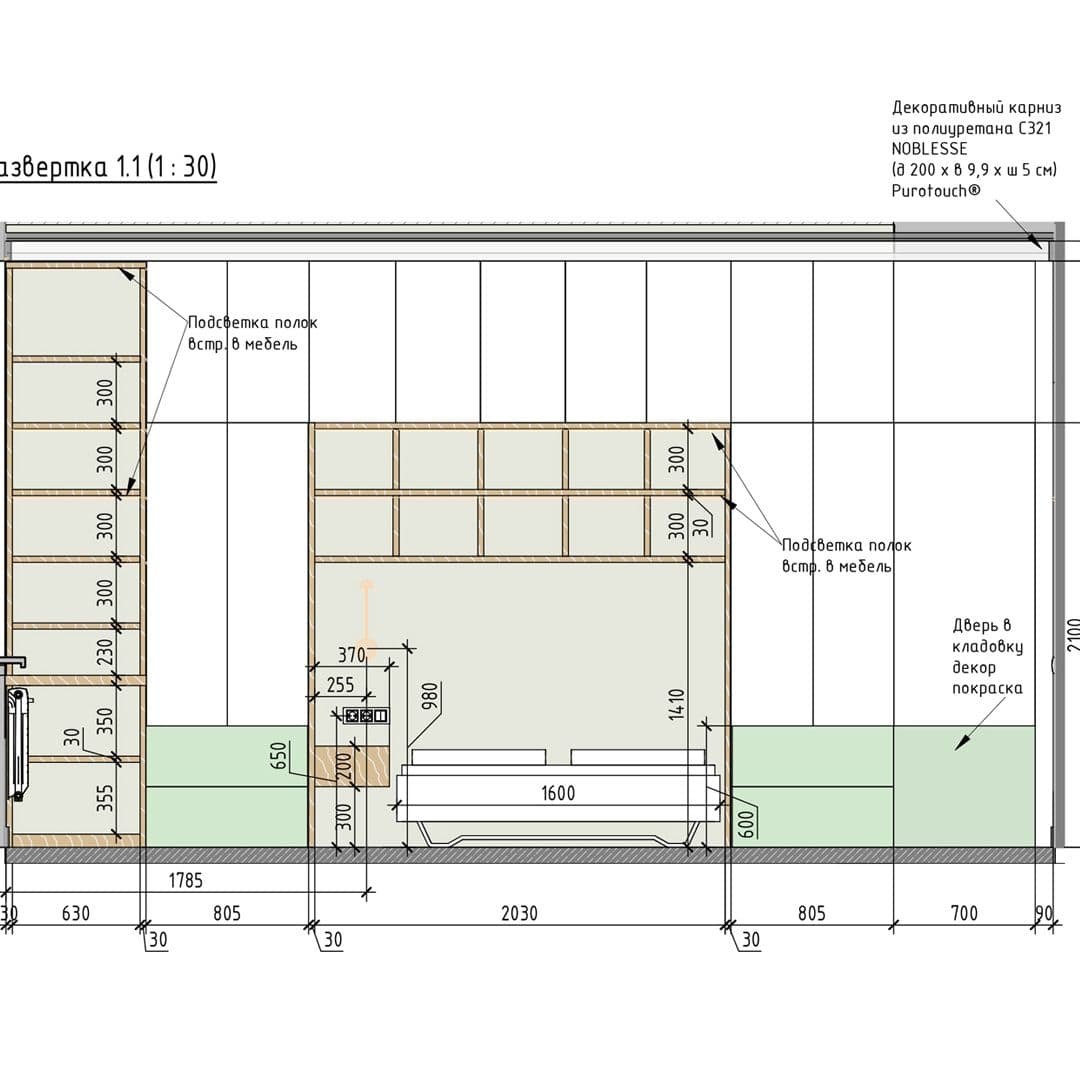 азвертка 1.1 (1 : 30)
Декоративный карниз
из полиуретана C321
NOBLESSE
(д 200 x в 9,9 x ш 5 см)
Purotouch®
Подсветка полок
встр. в мебель
300
300
300
300
230
350
30
355
300
300
30
Подсветка полок
встр. в мебель
Дверь в
кладовку
декор
покраска
2100
370
255
980
1410
650
200
300
1600
600
1785
30
630
805
2030
805
700
90
30
30
30